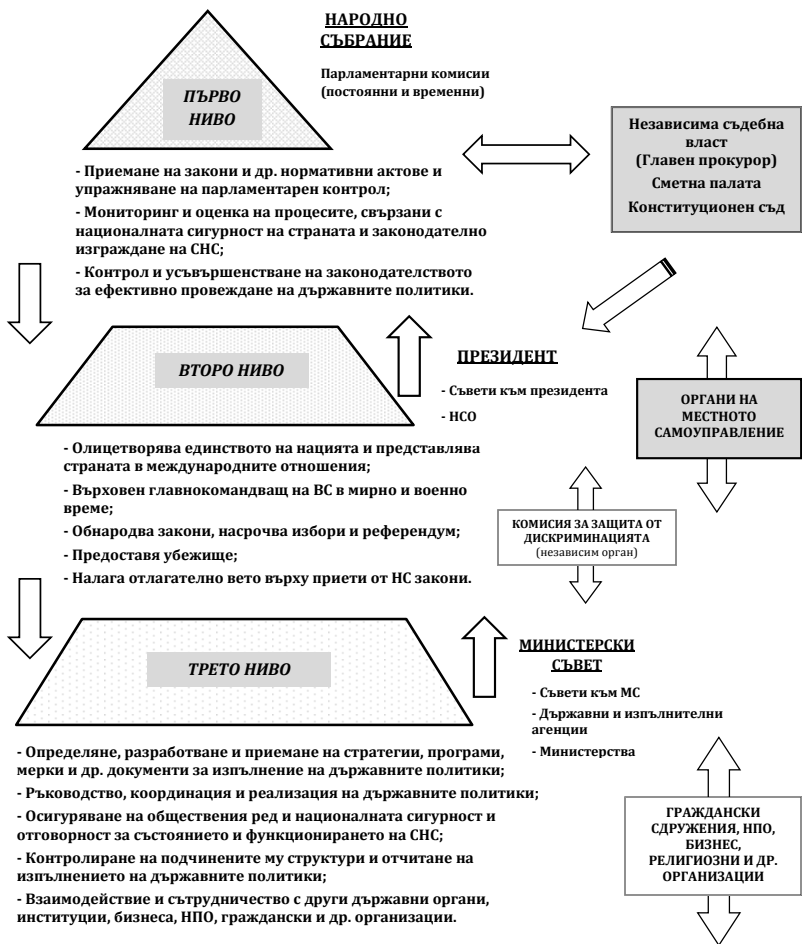 НАРОДНО
СЪБРАНИЕ
Парламентарни комисии
(постоянни и временни)
ПЪРВО
НИВО
Независима съдебна
власт
(Главен прокурор)
Сметна палата
Конституционен съд
- Приемане на закони и др. нормативни актове и
упражняване на парламентарен контрол;
- Мониторинг и оценка на процесите, свързани с
националната сигурност на страната и законодателно
изграждане на СНС;
- Контрол и усъвършенстване на законодателството
за ефективно провеждане на държавните политики.
ВТОРО НИВО
ПРЕЗИДЕНТ
- Съвети към президента
- НСО
ОРГАНИ НА
МЕСТНОТО
САМОУПРАВЛЕНИЕ
- Олицетворява единството на нацията и представлява
страната в международните отношения;
- Върховен главнокомандващ на ВС в мирно и военно
време;
- Обнародва закони, насрочва избори и референдум;
- Предоставя убежище;
- Налага отлагателно вето върху приети от НС закони.
КОМИСИЯ ЗА ЗАЩИТА ОТ
ДИСКРИМИНАЦИЯТА
(независим орган)
ТРЕТО НИВО
МИНИСТЕРСКИ
СЪВЕТ
- Съвети към МС
- Държавни и изпълнителни
агенции
- Министерства
- Определяне, разработване и приемане на стратегии, програми,
мерки и др. документи за изпълнение на държавните политики;
- Ръководство, координация и реализация на държавните политики;
- Осигуряване на обществения ред и националната сигурност и
отговорност за състоянието и функционирането на СНС;
- Контролиране на подчинените му структури и отчитане на
изпълнението на държавните политики;
- Взаимодействие и сътрудничество с други държавни органи,
институции, бизнеса, НПО, граждански и др. организации.
ГРАЖДАНСКИ
СДРУЖЕНИЯ, НПО,
БИЗНЕС,
РЕЛИГИОЗНИ И ДР.
ОРГАНИЗАЦИИ